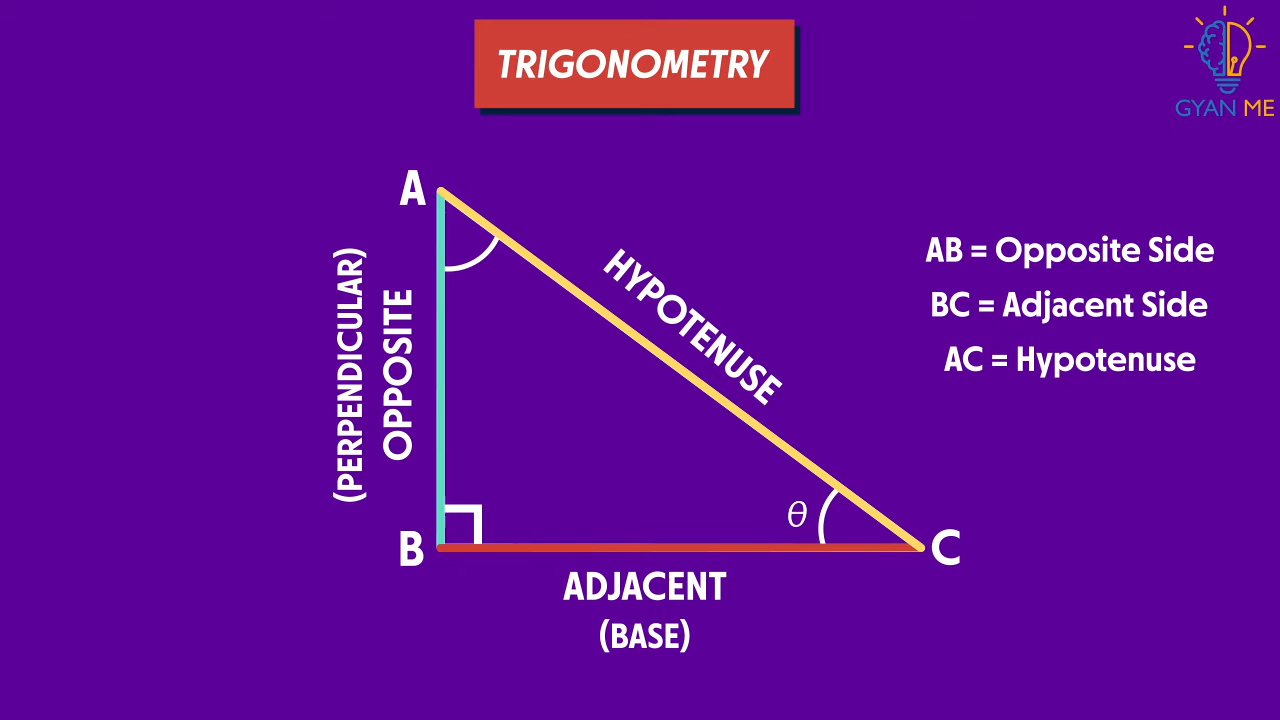 TRIGONOMETRY
GYAN ME
A
HYPOTENUSE
(PERPENDICULAR)
OPPOSITE
AB = Opposite Side
BC = Adjacent Side
AC = Hypotenuse
θ
B
C
ADJACENT
(BASE)